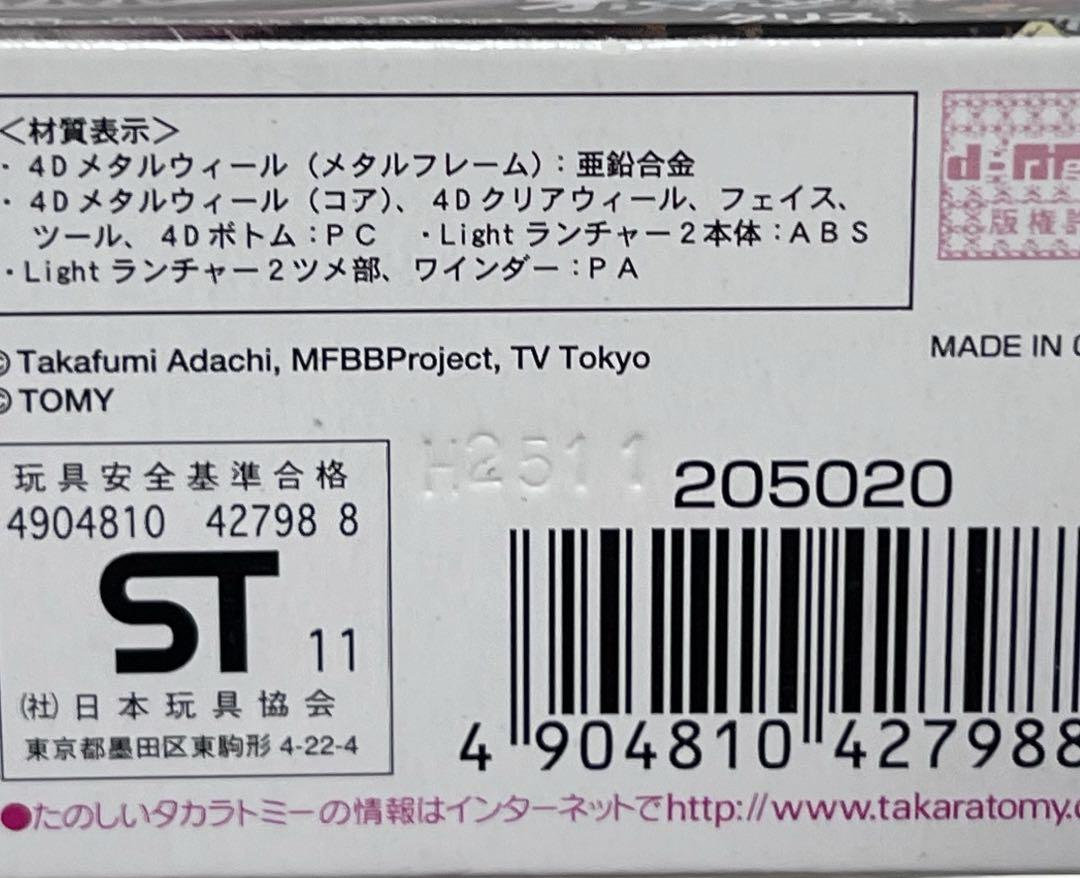 <材質表示>
・4Dメタルウィール（メタルフレーム）：亜鉛合金
・4Dメタルウィール（コア）、4Dクリアウィール、フェイス、
ツール、4Dボトム：PC ・Lightランチャー2本体：ABS
・Lightランチャー2ツメ部、ワインダー：PA
版権許
© Takafumi Adachi, MFBBProject, TV Tokyo
© TOMY
MADE IN
H2511
玩具安全基準合格
4904810 42798 8
ST 11
(社)日本玩具協会
東京都墨田区東駒形 4-22-4
205020
4 904810 427988
●たのしいタカラトミーの情報はインターネットでhttp://www.takaratomy.c